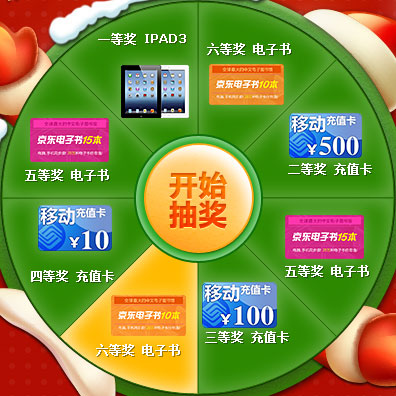 一等奖 IPAD3
六等奖 电子书
京东电子书10本
移动充值卡
¥500
二等奖 充值卡
京东电子书15本
五等奖 电子书
移动充值卡
¥100
三等奖 充值卡
京东电子书10本
六等奖 电子书
移动充值卡
¥10
四等奖 充值卡
京东电子书15本
五等奖 电子书
开始
抽奖